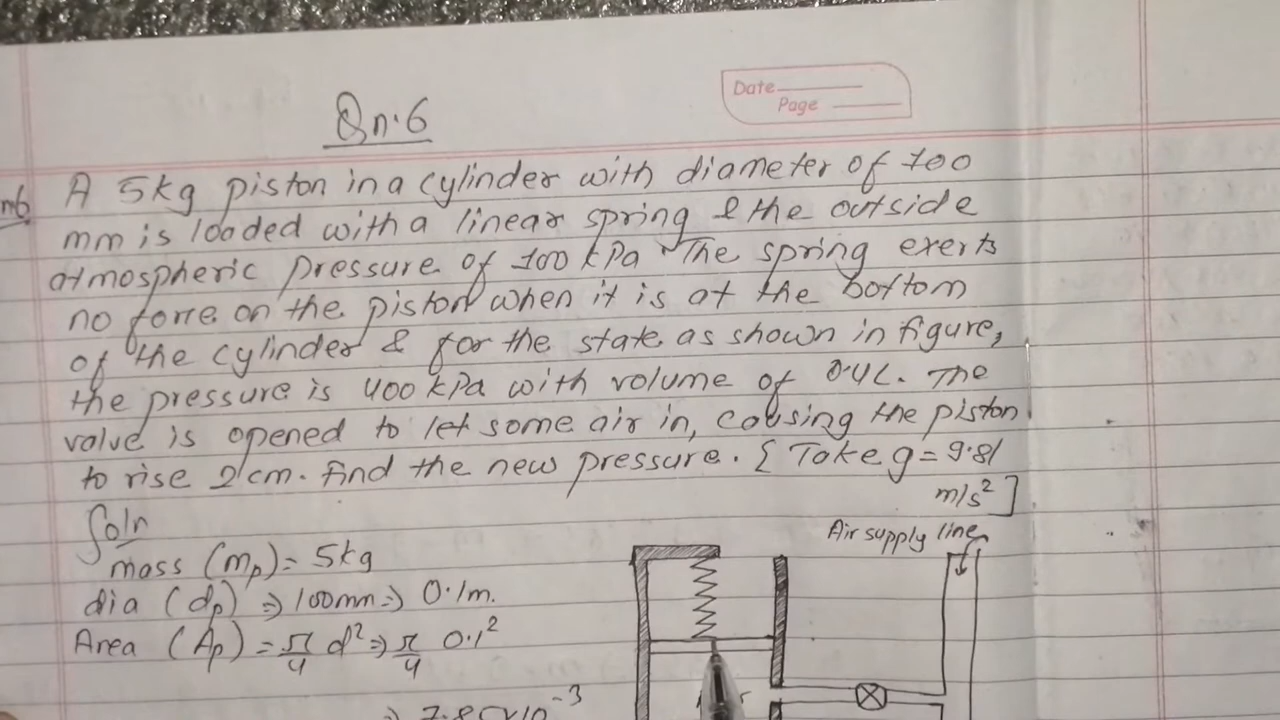 Qn.6
Date
Page
A 5kg piston in a cylinder with diameter of 100
mm is loaded with a linear spring & the outside
atmospheric pressure of 100 kPa. The spring exerts
no force on the piston when it is at the bottom
of the cylinder & for the state as shown in figure,
the pressure is 400 kPa with volume of 0.4L. The
valve is opened to let some air in, causing the piston
to rise 2cm. Find the new pressure. [Take g = 9.81
m/s²]
Soln
mass (mp) = 5kg
dia (dp) ⇒ 100mm ⇒ 0.1m.
Area (Ap) = π/4 d² ⇒ π/4 0.1²
Air supply line